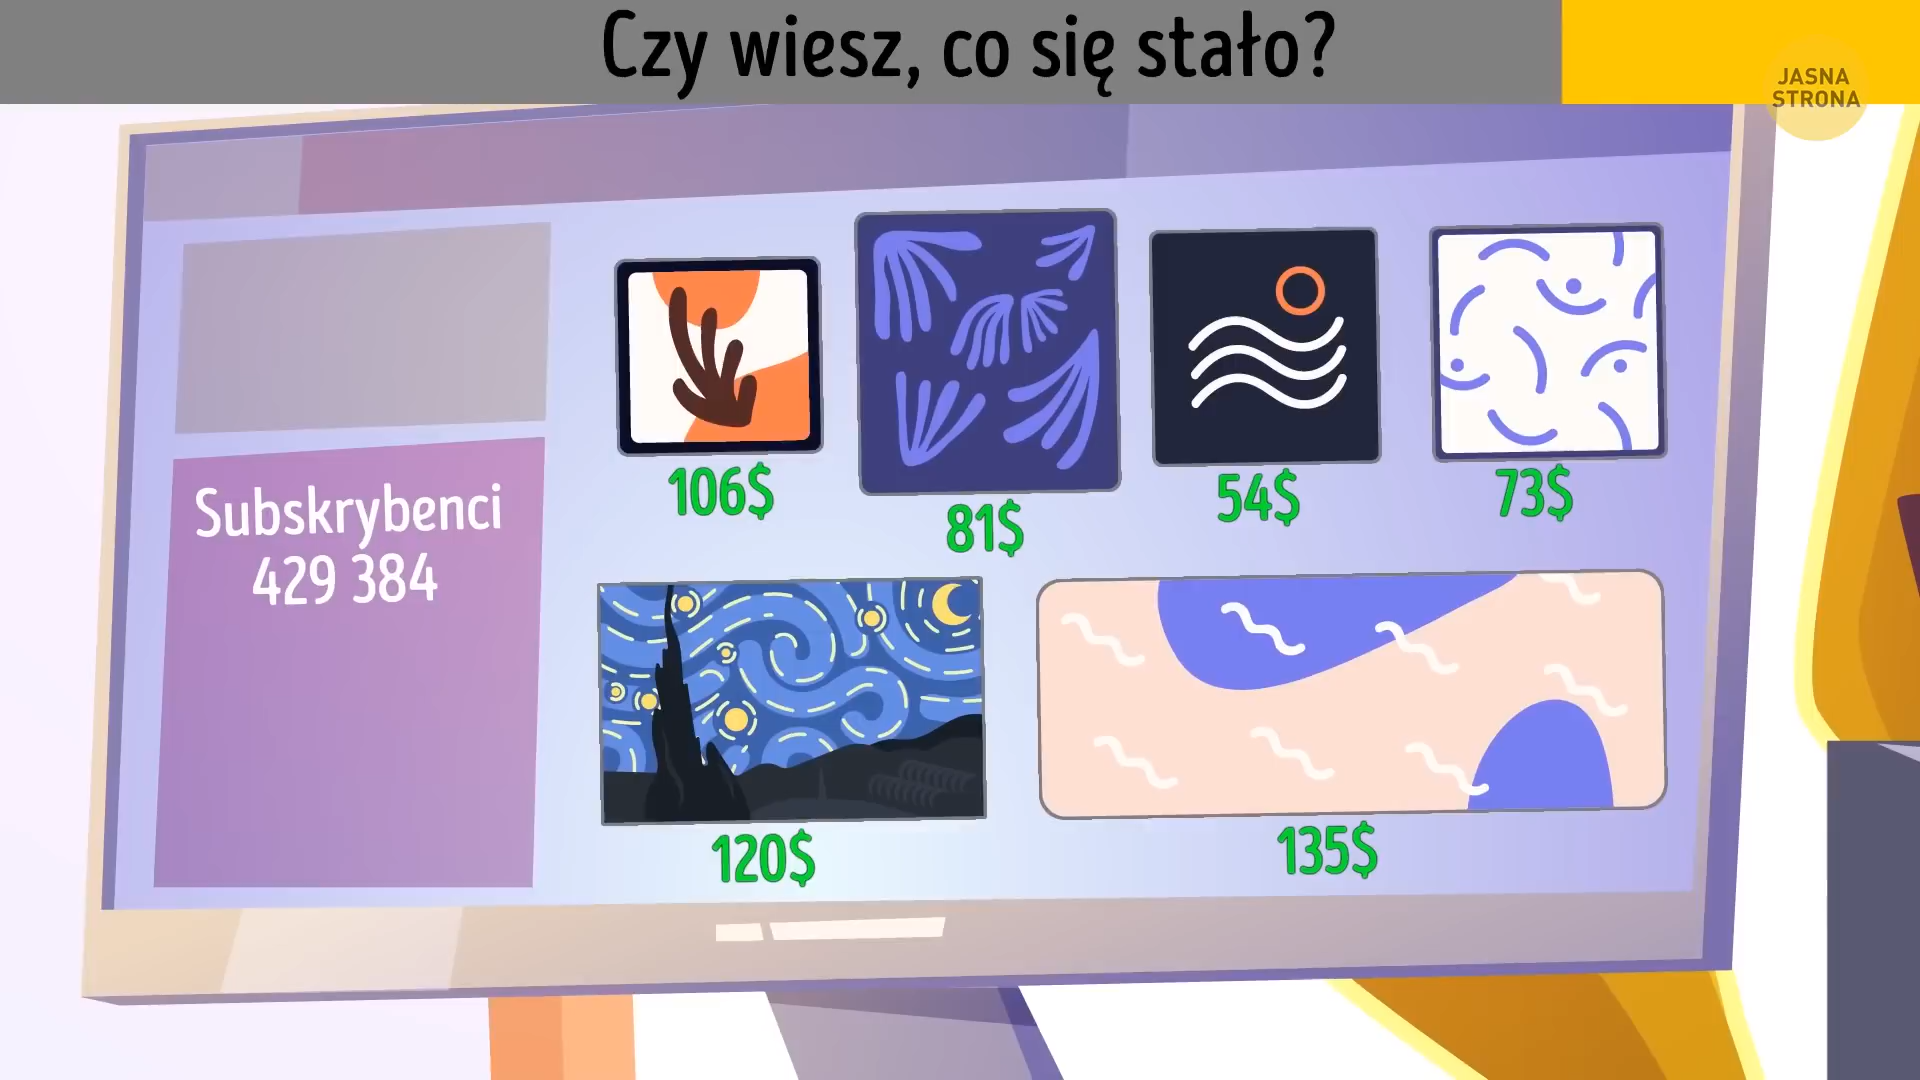 Czy wiesz, co się stało?
JASNA
STRONA
Subskrybenci
429 384
106$
81$
54$
73$
120$
135$